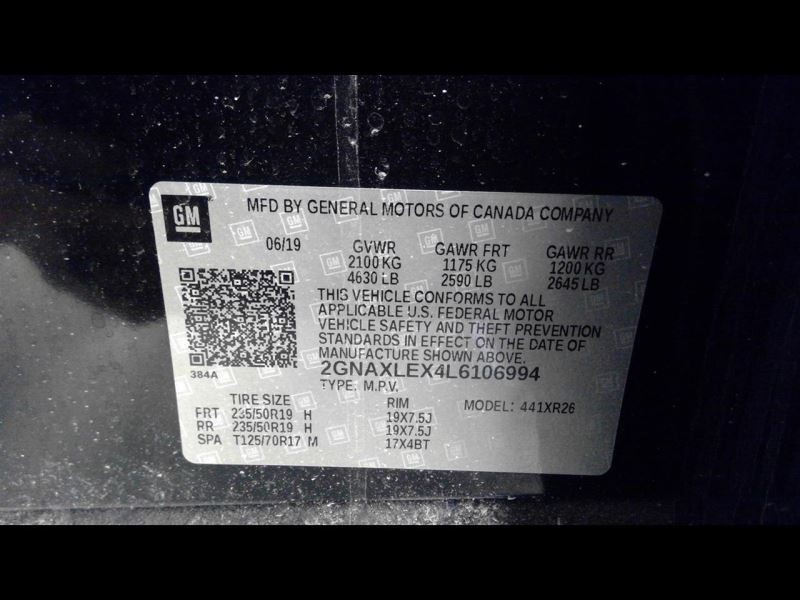 GM
MFD BY GENERAL MOTORS OF CANADA COMPANY
06/19 GVWR GAWR FRT GAWR RR
2100 KG 1175 KG 1200 KG
4630 LB 2590 LB 2645 LB
THIS VEHICLE CONFORMS TO ALL
APPLICABLE U.S. FEDERAL MOTOR
VEHICLE SAFETY AND THEFT PREVENTION
STANDARDS IN EFFECT ON THE DATE OF
MANUFACTURE SHOWN ABOVE.
384A
2GNAXLEX4L6106994
TYPE: M.P.V.
TIRE SIZE RIM MODEL: 441XR26
FRT 235/50R19 H 19X7.5J
RR 235/50R19 H 19X7.5J
SPA T125/70R17 M 17X4BT